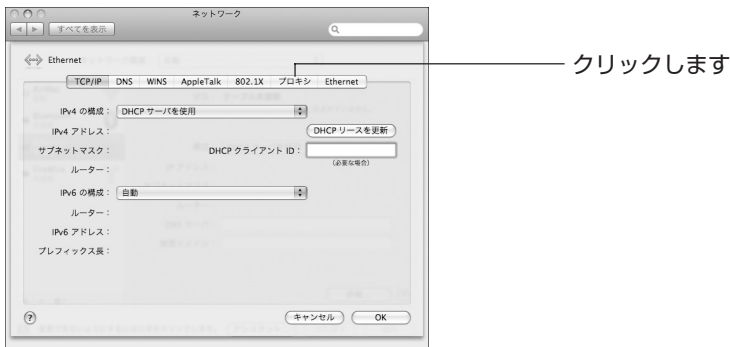 ネットワーク
すべてを表示
Ethernet
TCP/IP DNS WINS AppleTalk 802.1X プロキシ Ethernet
クリックします
IPv4 の構成： DHCP サーバを使用
IPv4 アドレス： DHCP リースを更新
サブネットマスク： DHCP クライアント ID：
ルーター： (必要な場合)
IPv6 の構成： 自動
ルーター：
IPv6 アドレス：
プレフィックス長：
? キャンセル OK